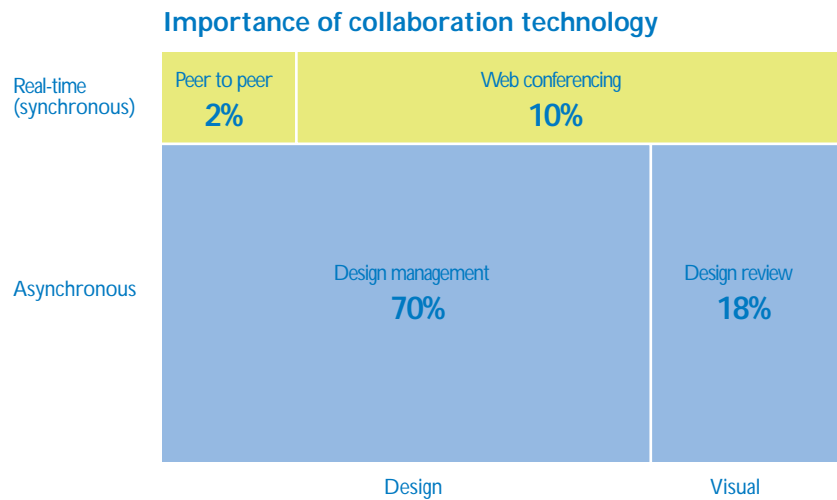 Importance of collaboration technology
Real-time
(synchronous)
Peer to peer
2%
Web conferencing
10%
Asynchronous
Design management
70%
Design review
18%
Design
Visual